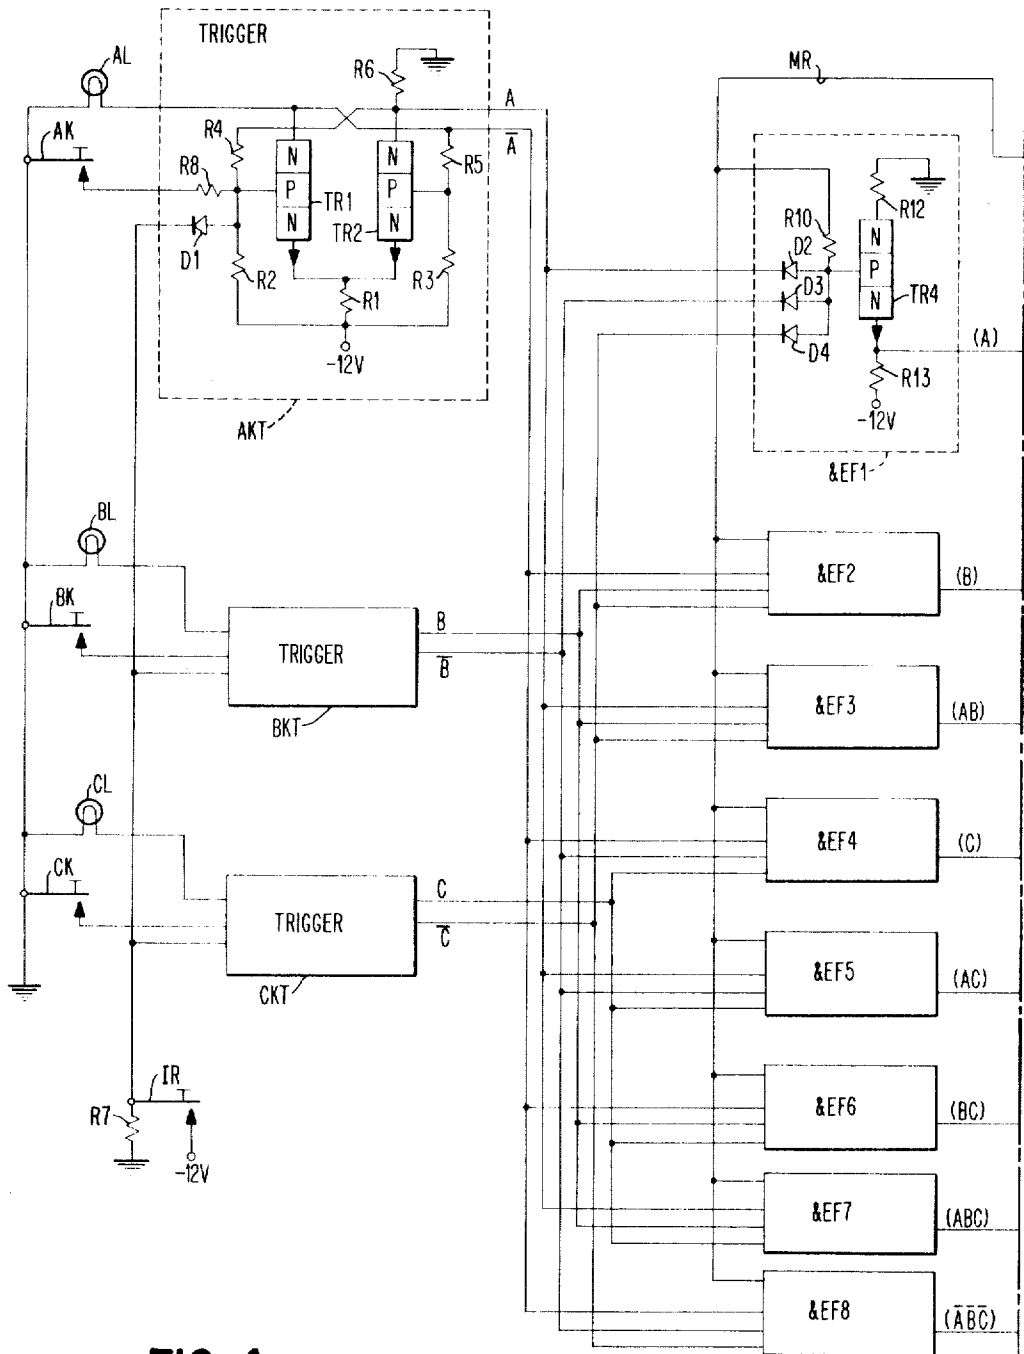 TRIGGER
AL
R6
MR
A
A̅
AK
R4
R5
R8
N
N
P
P
TR1
N
N
TR2
D1
R2
R3
R1
-12V
AKT
R12
R10
N
D2
P
D3
N
TR4
D4
(A)
R13
-12V
&EF1
BL
&EF2
(B)
BK
B
TRIGGER
B̅
BKT
&EF3
(AB)
CL
&EF4
(C)
CK
C
TRIGGER
C̅
CKT
&EF5
(AC)
IR
R7
-12V
&EF6
(BC)
&EF7
(ABC)
&EF8
(A̅B̅C̅)